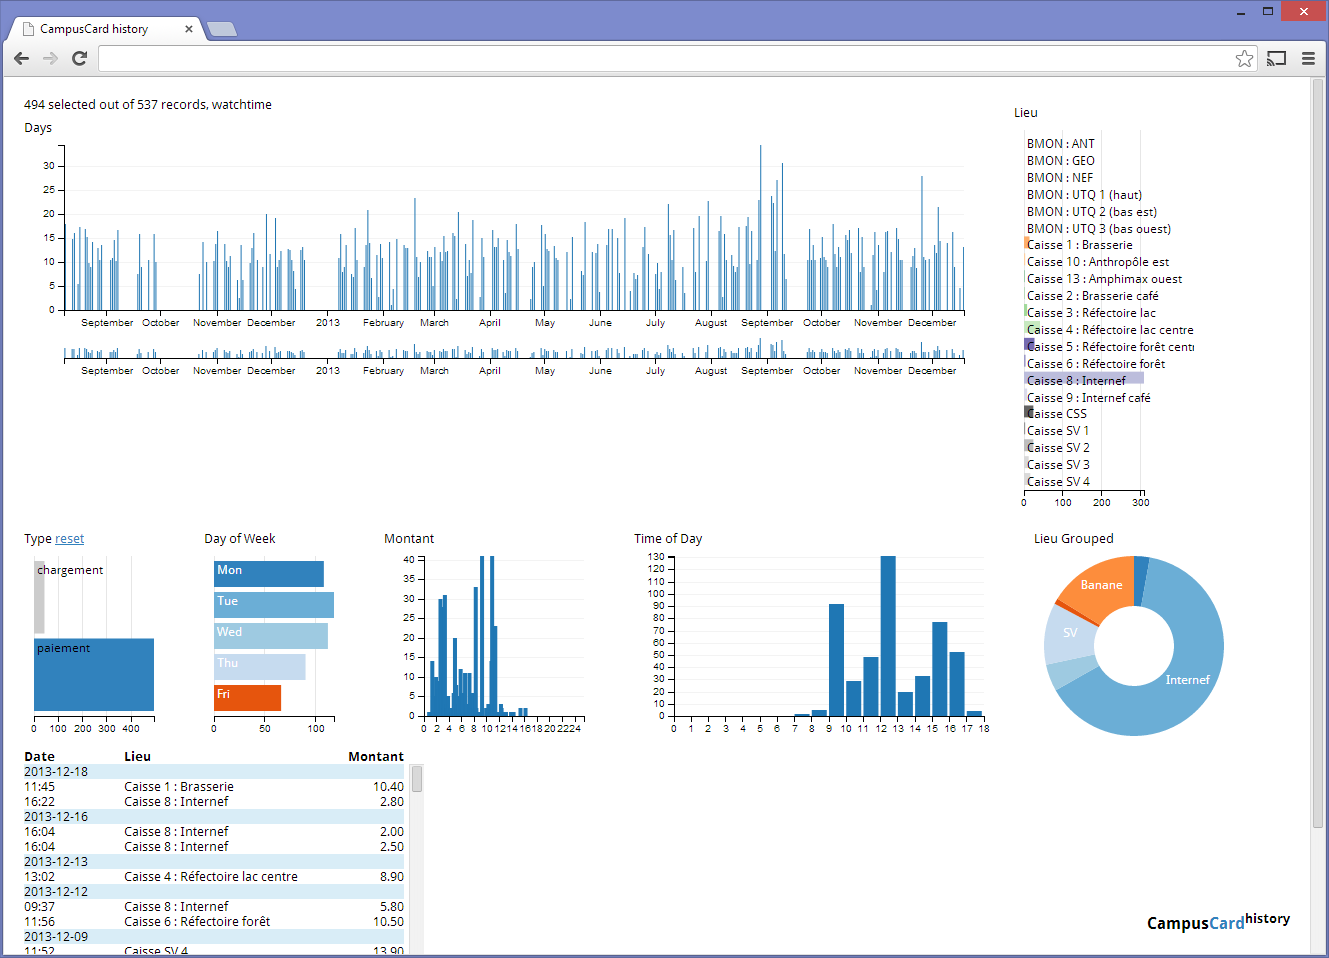 CampusCard history
494 selected out of 537 records, watchtime
Days
30
25
20
15
10
5
0
September October November December 2013 February March April May June July August September October November December
September October November December 2013 February March April May June July August September October November December
Lieu
BMON : ANT
BMON : GEO
BMON : NEF
BMON : UTQ 1 (haut)
BMON : UTQ 2 (bas est)
BMON : UTQ 3 (bas ouest)
Caisse 1 : Brasserie
Caisse 10 : Anthropôle est
Caisse 13 : Amphimax ouest
Caisse 2 : Brasserie café
Caisse 3 : Réfectoire lac
Caisse 4 : Réfectoire lac centre
Caisse 5 : Réfectoire forêt cent
Caisse 6 : Réfectoire forêt
Caisse 8 : Internef
Caisse 9 : Internef café
Caisse CSS
Caisse SV 1
Caisse SV 2
Caisse SV 3
Caisse SV 4
0 100 200 300
Type reset
chargement
paiement
0 100 200 300 400
Day of Week
Mon
Tue
Wed
Thu
Fri
0 50 100
Montant
40
35
30
25
20
15
10
5
0
0 2 4 6 8 10 12 14 16 18 20 22 24
Time of Day
130
120
110
100
90
80
70
60
50
40
30
20
10
0
0 1 2 3 4 5 6 7 8 9 10 11 12 13 14 15 16 17 18
Lieu Grouped
Banane
SV
Internef
Date Lieu Montant
2013-12-18
11:45 Caisse 1 : Brasserie 10.40
16:22 Caisse 8 : Internef 2.80
2013-12-16
16:04 Caisse 8 : Internef 2.00
16:04 Caisse 8 : Internef 2.50
2013-12-13
13:02 Caisse 4 : Réfectoire lac centre 8.90
2013-12-12
09:37 Caisse 8 : Internef 5.80
11:56 Caisse 6 : Réfectoire forêt 10.50
2013-12-09
11:52 Caisse SV 4 13.90
CampusCardhistory